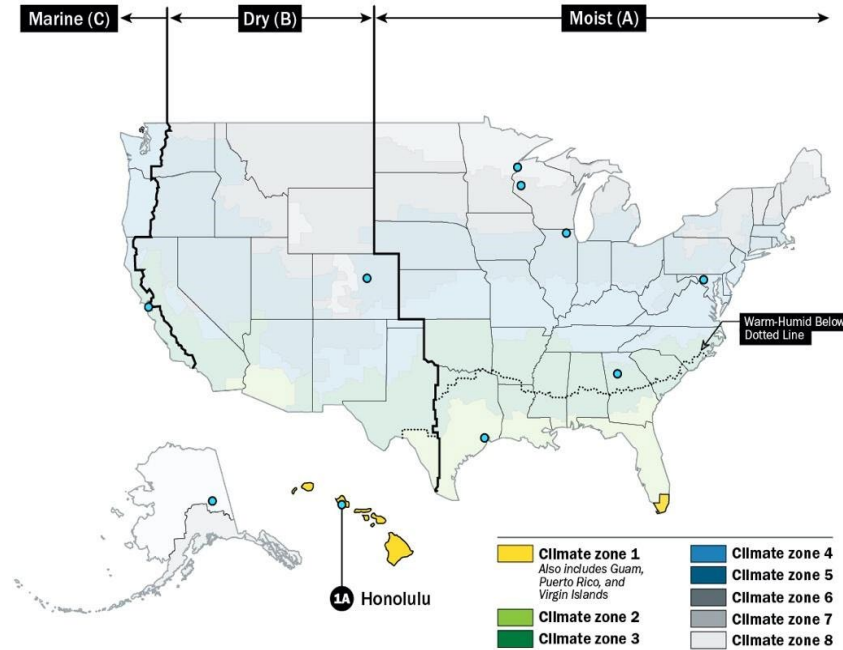 Marine (C)
Dry (B)
Moist (A)
Warm-Humid Below
Dotted Line
1A Honolulu
Climate zone 1
Also includes Guam,
Puerto Rico, and
Virgin Islands
Climate zone 2
Climate zone 3
Climate zone 4
Climate zone 5
Climate zone 6
Climate zone 7
Climate zone 8